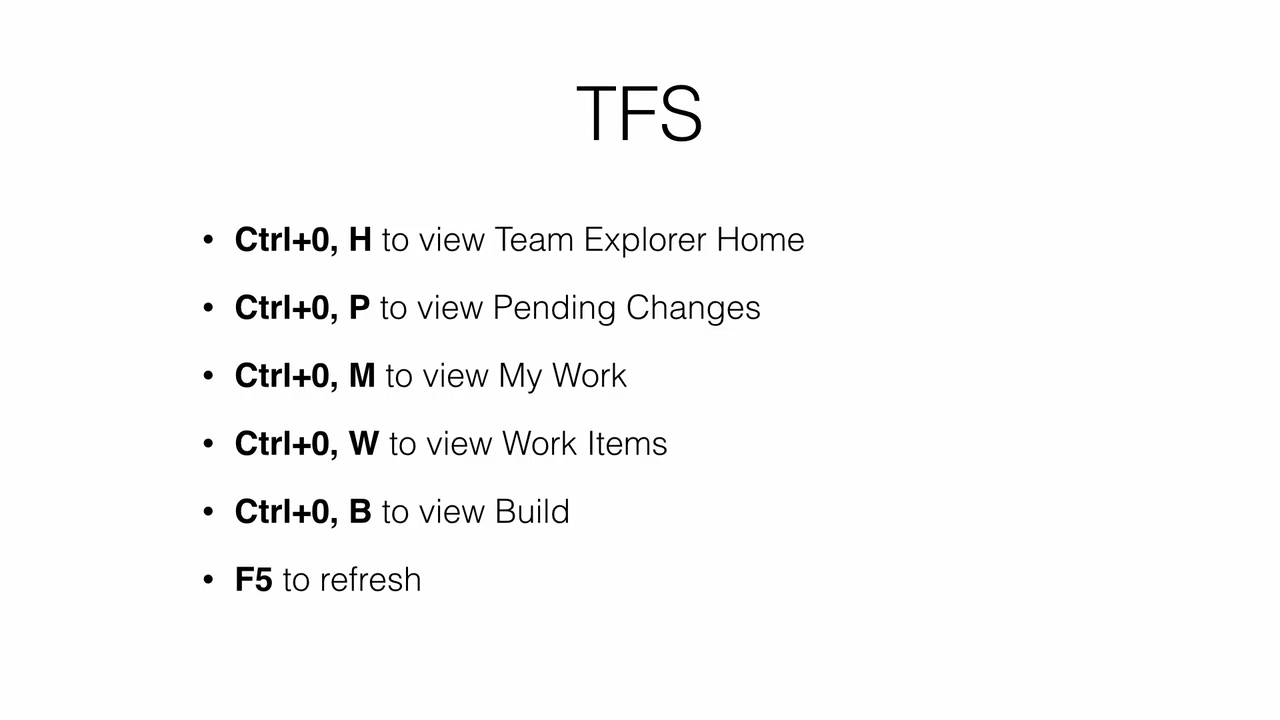 TFS
• Ctrl+0, H to view Team Explorer Home
• Ctrl+0, P to view Pending Changes
• Ctrl+0, M to view My Work
• Ctrl+0, W to view Work Items
• Ctrl+0, B to view Build
• F5 to refresh